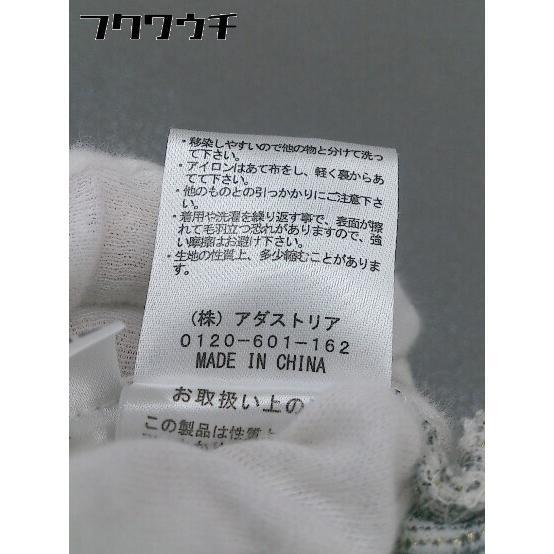 フクワウチ
・移染しやすいので他の物と分けて洗っ
て下さい。
・アイロンはあて布をし、軽く裏からあ
てて下さい。
・他のものとの引っかかりにご注意下さ
い。
・着用や洗濯を繰り返す事で、表面が擦
れて毛羽立つ恐れがありますので、強
い摩擦はお避け下さい。
・生地の性質上、多少縮むことがありま
す。
(株) アダストリア
0120-601-162
MADE IN CHINA
お取扱い上の
この製品は性質上